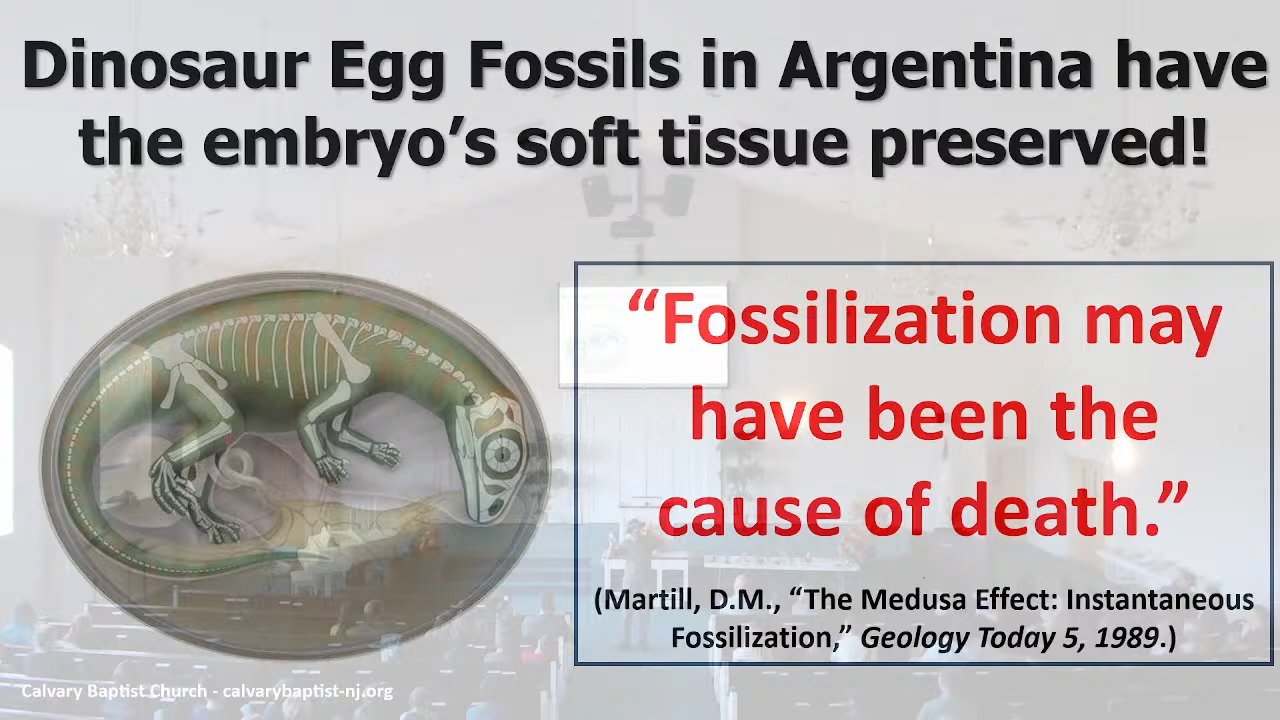 Dinosaur Egg Fossils in Argentina have
the embryo’s soft tissue preserved!
“Fossilization may
have been the
cause of death.”
(Martill, D.M., “The Medusa Effect: Instantaneous
Fossilization,” Geology Today 5, 1989.)
Calvary Baptist Church - calvarybaptist-nj.org